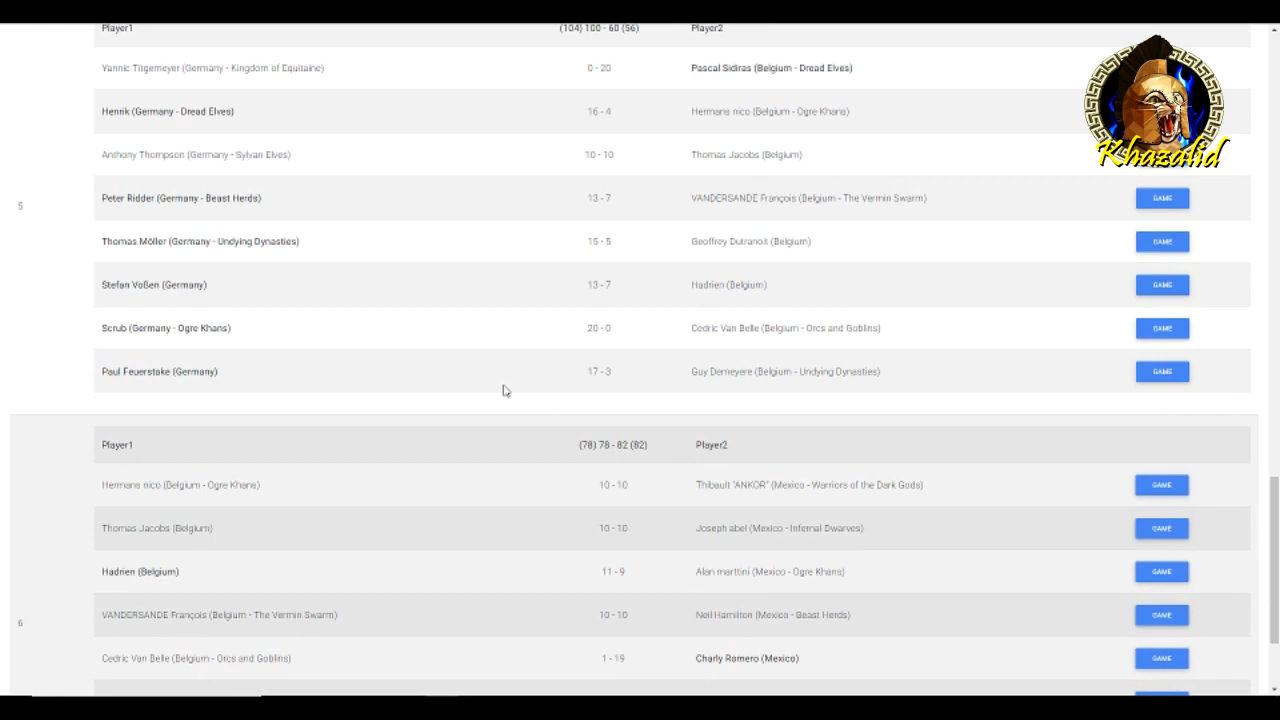 Player1 (104) 100 - 60 (56) Player2
Yannic Tilgemeyer (Germany - Kingdom of Equitaine) 0 - 20 Pascal Sidiras (Belgium - Dread Elves)
Henrik (Germany - Dread Elves) 16 - 4 Hermans nico (Belgium - Ogre Khans)
Anthony Thompson (Germany - Sylvan Elves) 10 - 10 Thomas Jacobs (Belgium)
Khazalid
5
Peter Ridder (Germany - Beast Herds) 13 - 7 VANDERSANDE François (Belgium - The Vermin Swarm) GAME
Thomas Möller (Germany - Undying Dynasties) 15 - 5 Geoffrey Dutranoit (Belgium) GAME
Stefan Voßen (Germany) 13 - 7 Hadrien (Belgium) GAME
Scrub (Germany - Ogre Khans) 20 - 0 Cedric Van Belle (Belgium - Orcs and Goblins) GAME
Paul Feuerstake (Germany) 17 - 3 Guy Demeyere (Belgium - Undying Dynasties) GAME
Player1 (78) 78 - 82 (82) Player2
Hermans nico (Belgium - Ogre Khans) 10 - 10 Thibault "ANKOR" (Mexico - Warriors of the Dark Gods) GAME
Thomas Jacobs (Belgium) 10 - 10 Joseph abel (Mexico - Infernal Dwarves) GAME
Hadrien (Belgium) 11 - 9 Alan marttini (Mexico - Ogre Khans) GAME
6
VANDERSANDE François (Belgium - The Vermin Swarm) 10 - 10 Neil Hamilton (Mexico - Beast Herds) GAME
Cedric Van Belle (Belgium - Orcs and Goblins) 1 - 19 Charly Romero (Mexico) GAME